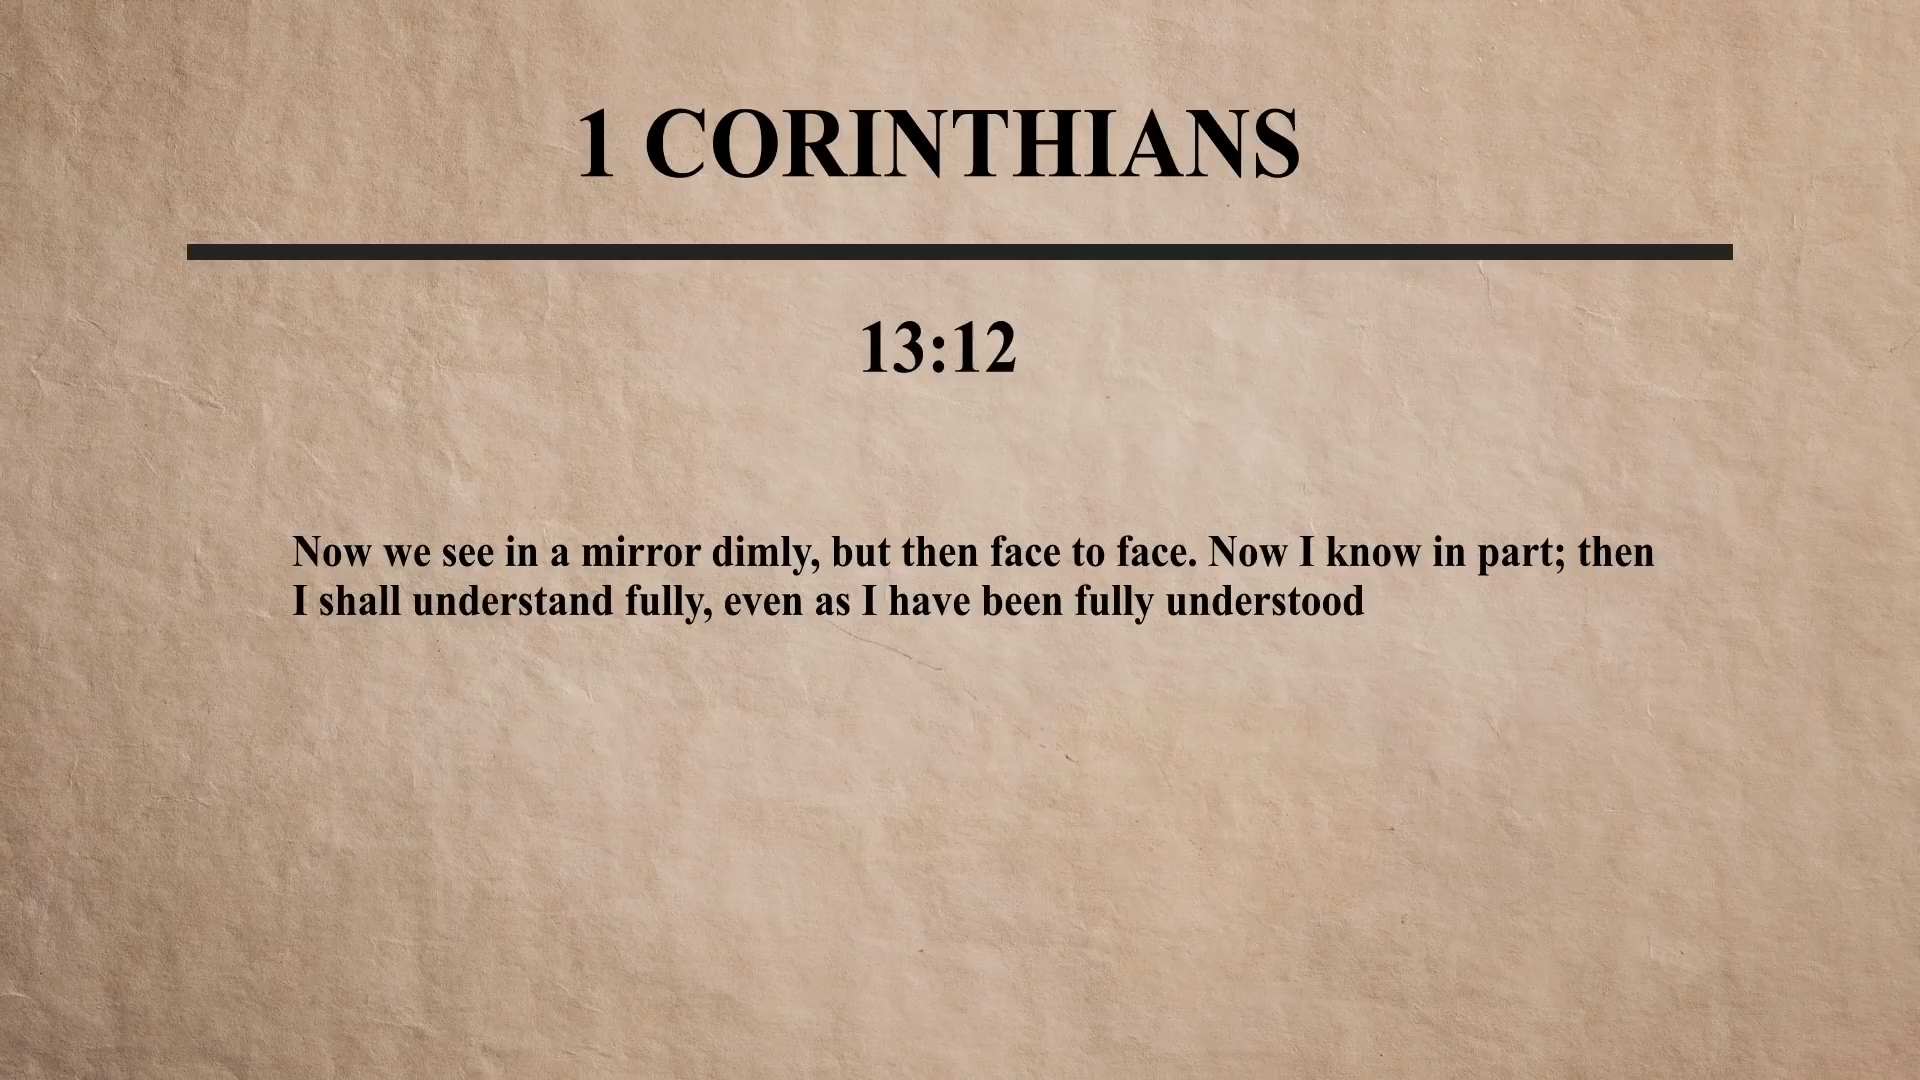 1 CORINTHIANS
13:12
Now we see in a mirror dimly, but then face to face. Now I know in part; then
I shall understand fully, even as I have been fully understood